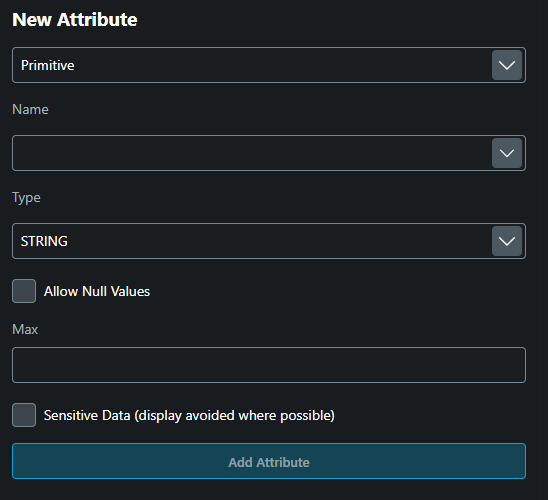 New Attribute
Primitive
Name
Type
STRING
Allow Null Values
Max
Sensitive Data (display avoided where possible)
Add Attribute